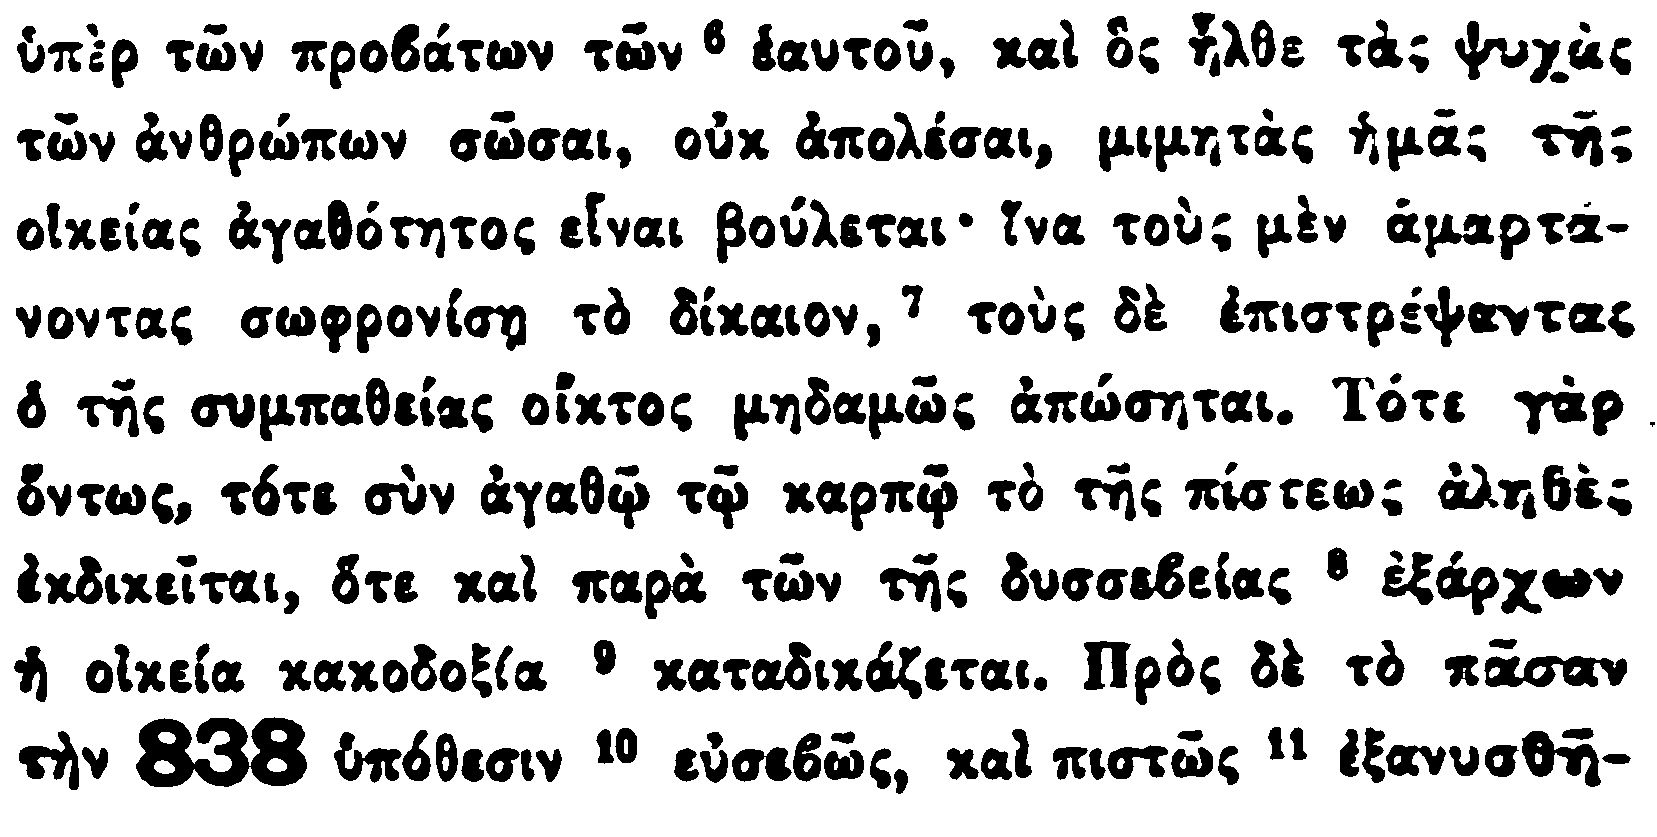 ὑπὲρ τῶν προβάτων τῶν ⁶ ἑαυτοῦ, καὶ ὃς ἦλθε τὰς ψυχὰς
τῶν ἀνθρώπων σῶσαι, οὐκ ἀπολέσαι, μιμητὰς ἡμᾶς τῆς
οἰκείας ἀγαθότητος εἶναι βούλεται· ἵνα τοὺς μὲν ἁμαρτά-
νοντας σωφρονίσῃ τὸ δίκαιον, ⁷ τοὺς δὲ ἐπιστρέψαντας
ὁ τῆς συμπαθείας οἶκτος μηδαμῶς ἀπώσηται. Τότε γὰρ
ὄντως, τότε σὺν ἀγαθῷ τῷ καρπῷ τὸ τῆς πίστεως ἀληθὲς
ἐκδικεῖται, ὅτε καὶ παρὰ τῶν τῆς δυσσεβείας ⁸ ἐξάρχων
ἡ οἰκεία κακοδοξία ⁹ καταδικάζεται. Πρὸς δὲ τὸ πᾶσαν
τὴν 838 ὑπόθεσιν ¹⁰ εὐσεβῶς, καὶ πιστῶς ¹¹ ἐξανυσθῆ-